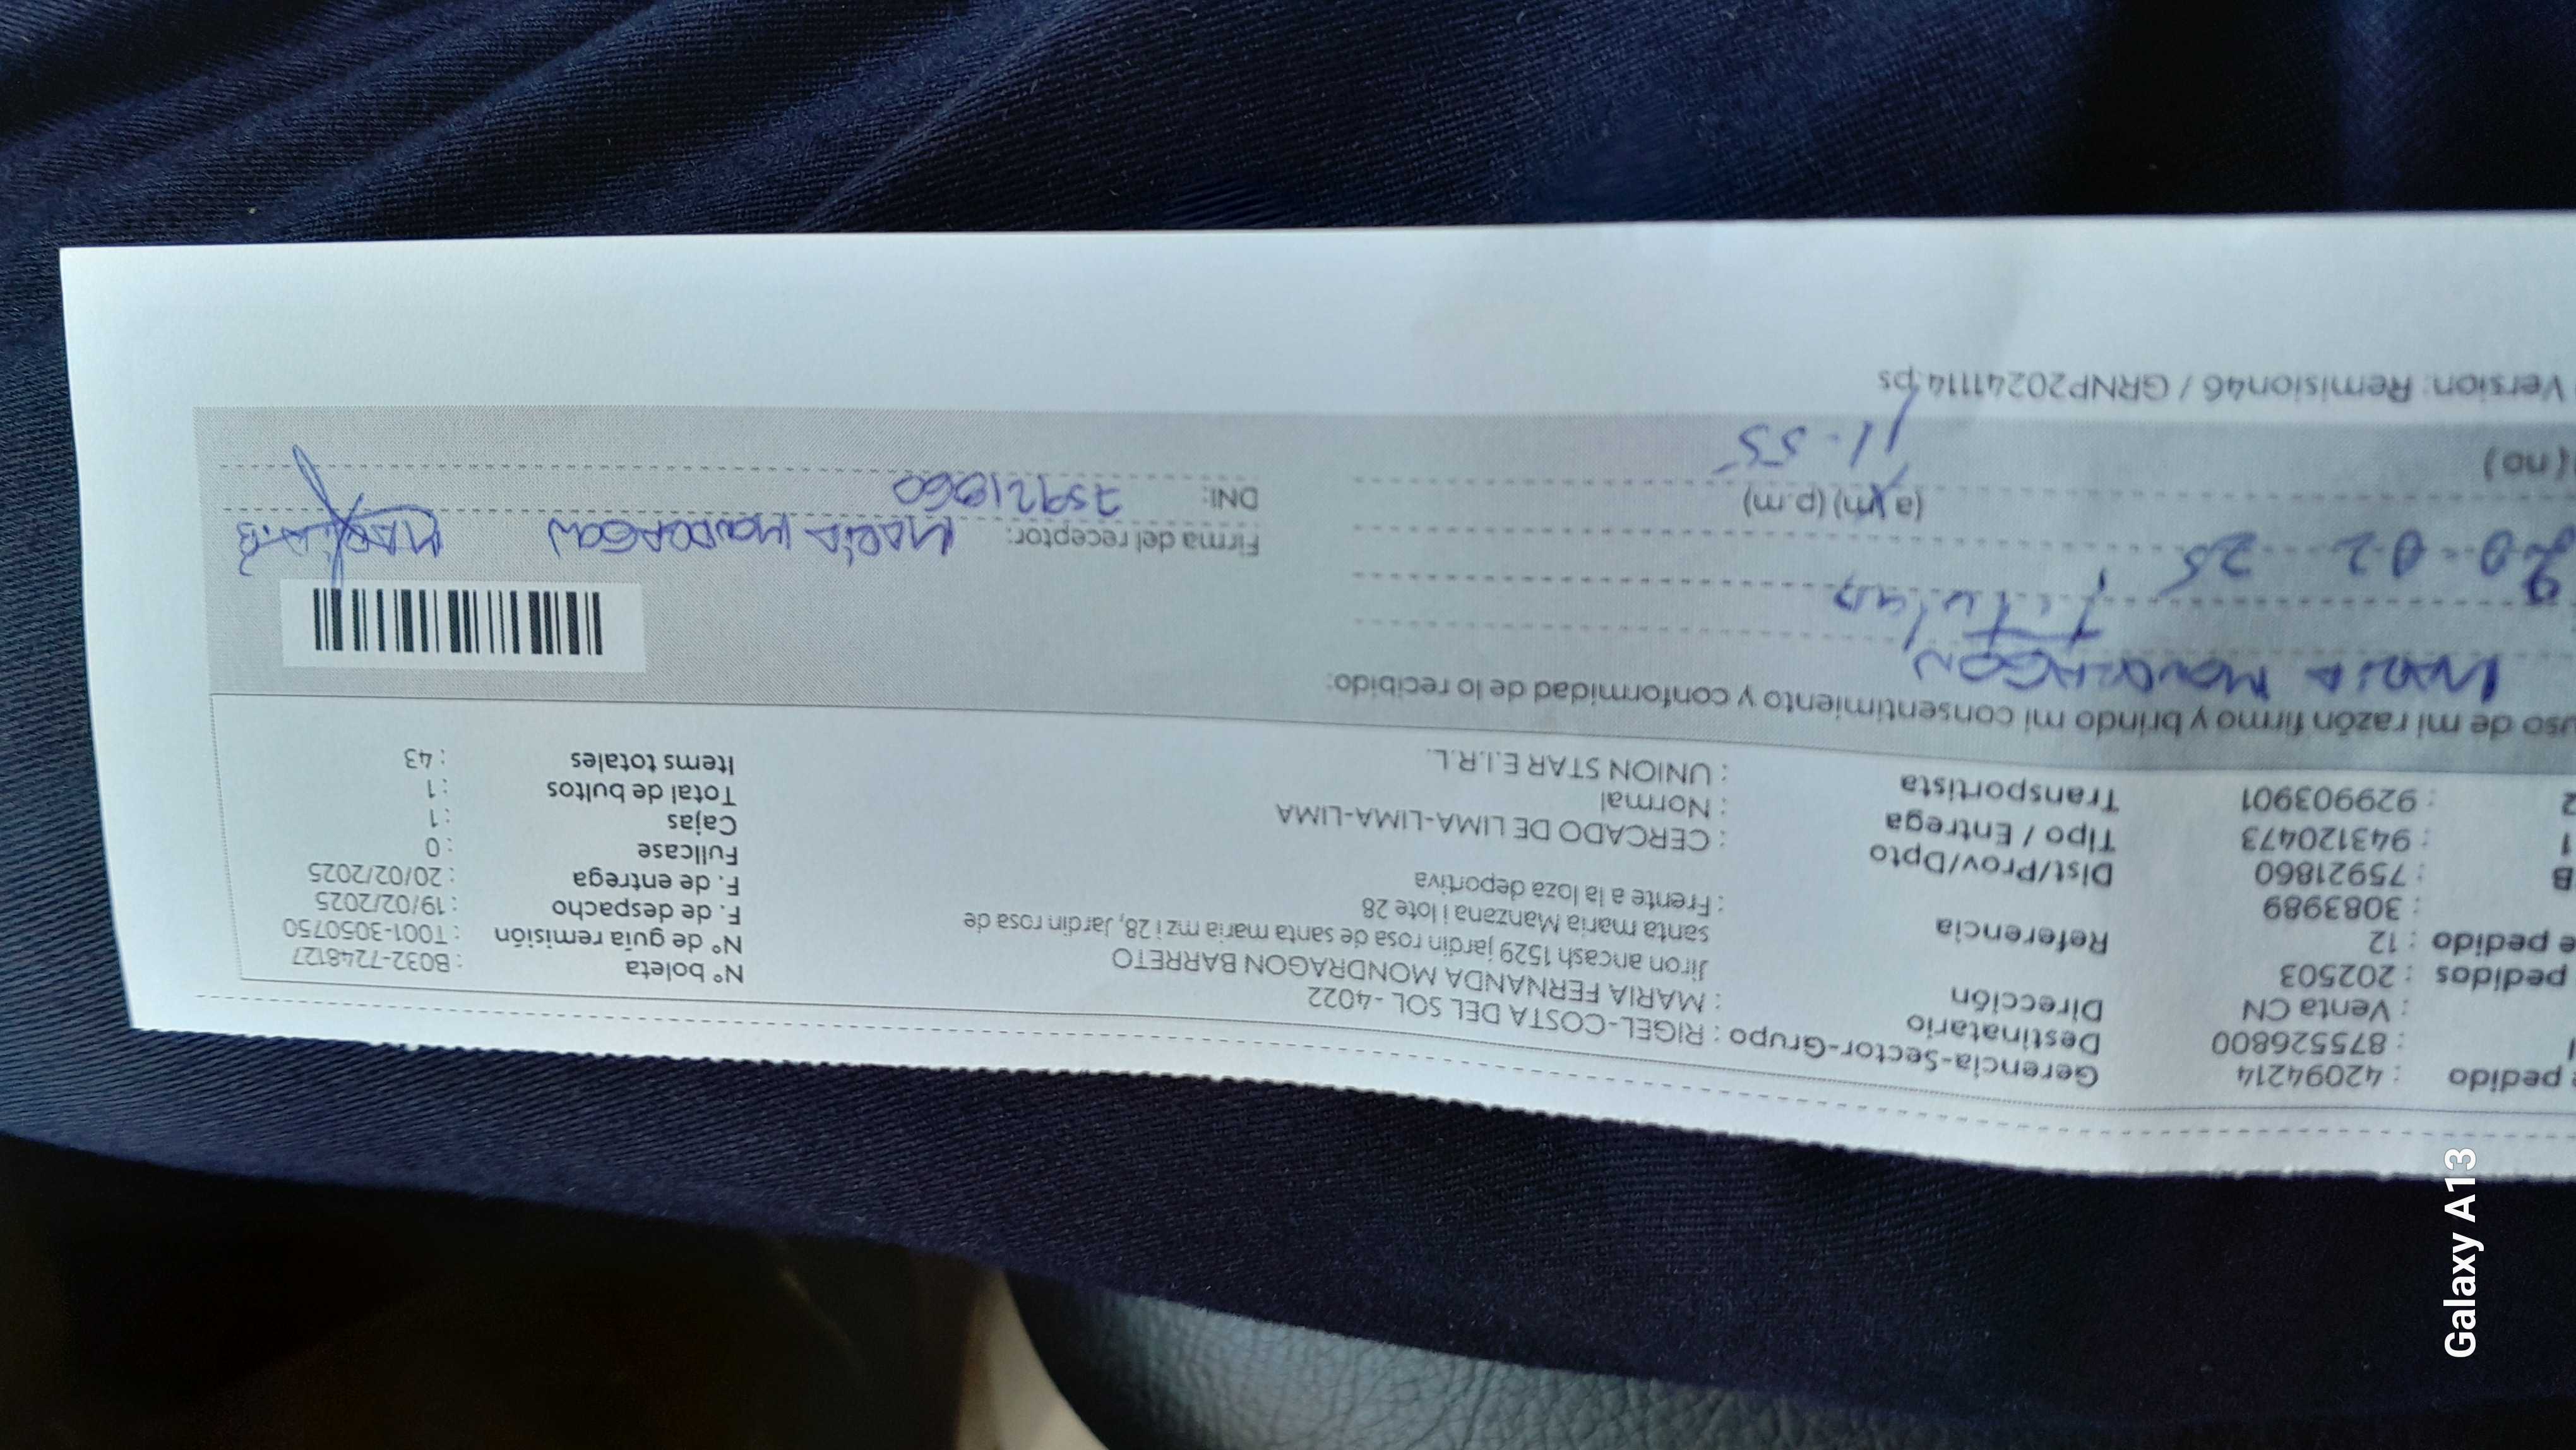 e pedido : 42094214 Gerencia-Sector-Grupo : RIGEL-COSTA DEL SOL - 4022 N° boleta : B032-7248127
: 875526800 Destinatario : MARIA FERNANDA MONDRAGON BARRETO N° de guía remisión : T001-3050750
: Venta CN Dirección Jiron ancash 1529 jardin rosa de santa maria mz i 28, Jardin rosa de F. de despacho : 19/02/2025
pedidos : 202503 santa maria Manzana i lote 28 F. de entrega : 20/02/2025
e pedido : 12 Referencia : Frente a la loza deportiva Fullcase : 0
: 3083989 Dist/Prov/Dpto : CERCADO DE LIMA-LIMA-LIMA Cajas : 1
B : 75921860 Tipo / Entrega : Normal Total de bultos : 1
1 : 943120473 Transportista : UNION STAR E.I.R.L. Items totales : 43
2 : 929903901
uso de mi razón firmo y brindo mi consentimiento y conformidad de lo recibido:
MARIA MONDRAGON
Titular
20-02 25 Firma del receptor: MARIA MONDRAGON
(a.m) (p.m) DNI: 75921860
(no) 11-55
Version: Remision46 / GRNP20241114.ps
Galaxy A13